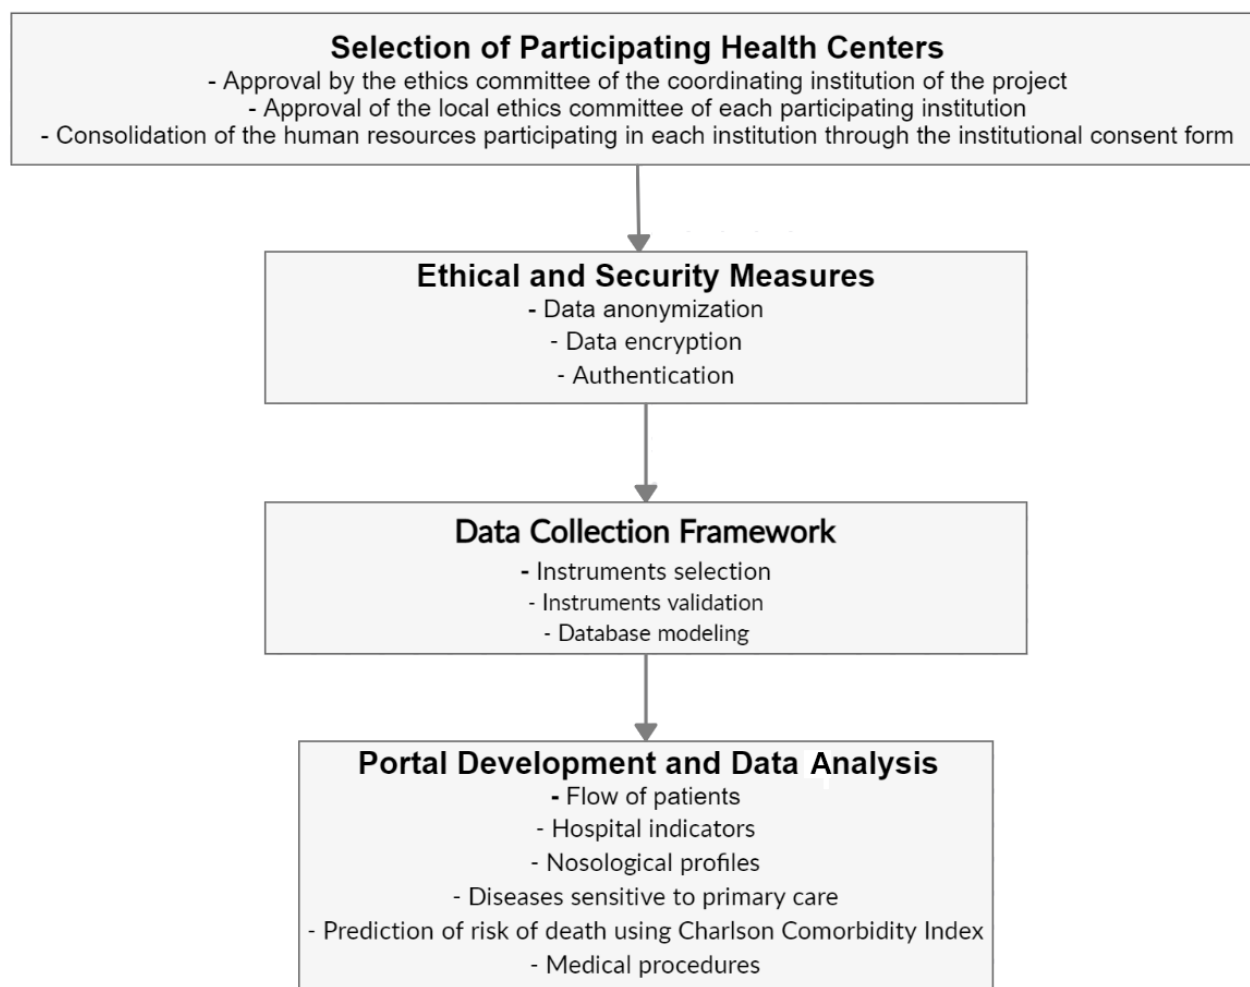 Selection of Participating Health Centers
- Approval by the ethics committee of the coordinating institution of the project
- Approval of the local ethics committee of each participating institution
- Consolidation of the human resources participating in each institution through the institutional consent form
Ethical and Security Measures
- Data anonymization
- Data encryption
- Authentication
Data Collection Framework
- Instruments selection
- Instruments validation
- Database modeling
Portal Development and Data Analysis
- Flow of patients
- Hospital indicators
- Nosological profiles
- Diseases sensitive to primary care
- Prediction of risk of death using Charlson Comorbidity Index
- Medical procedures